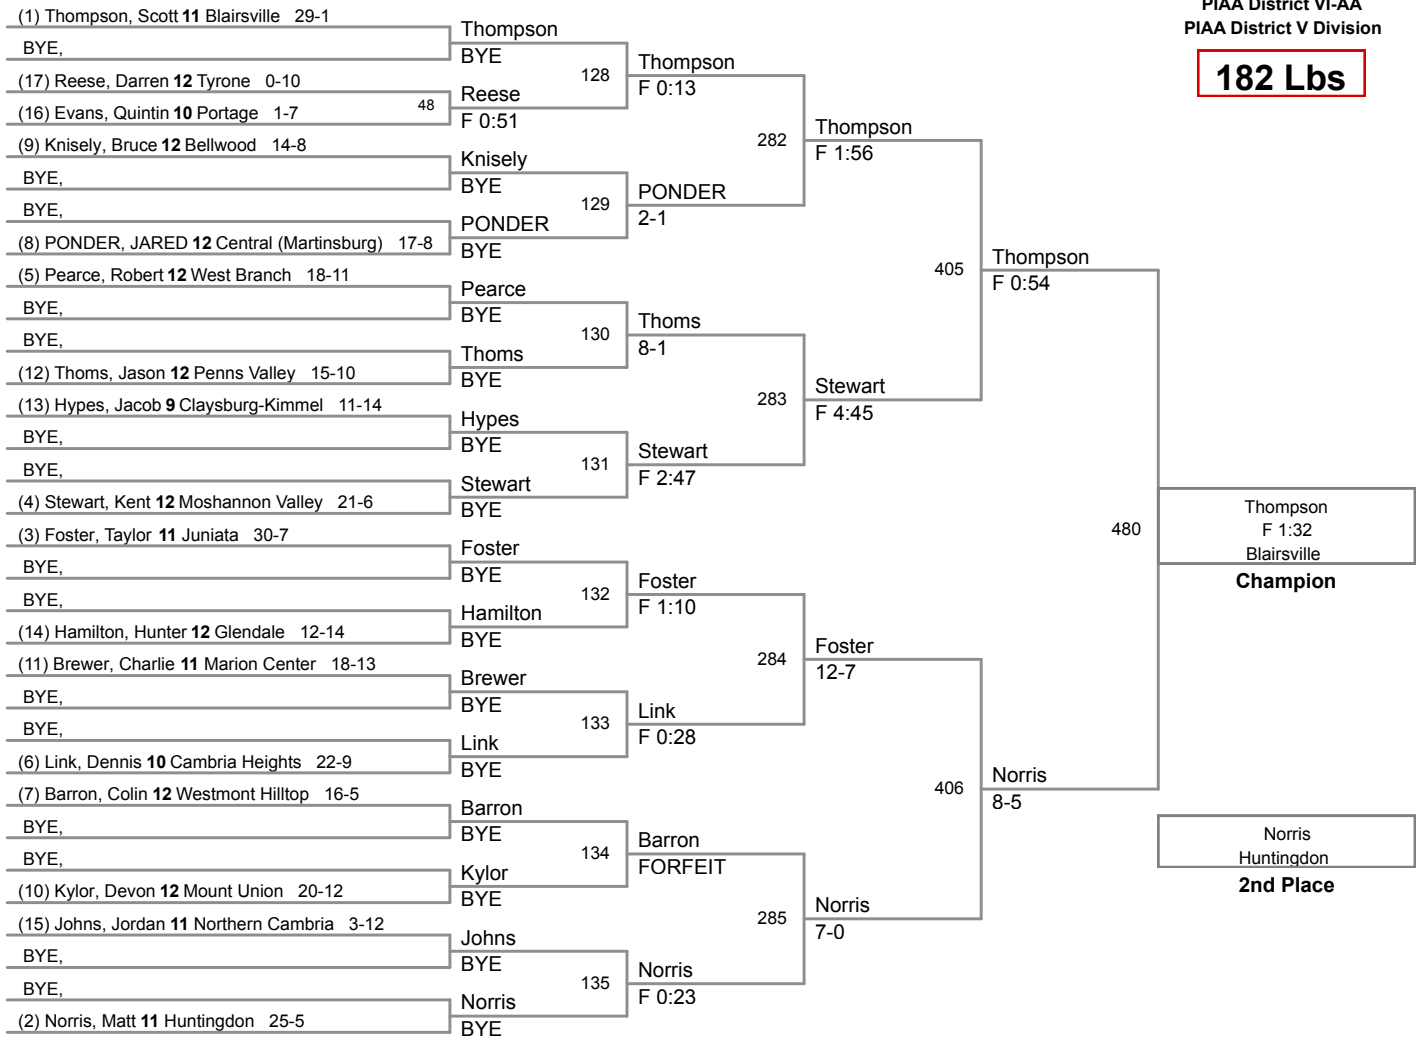 PIAA District VI-AA
PIAA District V Division
182 Lbs
(1) Thompson, Scott 11 Blairsville 29-1
BYE,
(17) Reese, Darren 12 Tyrone 0-10
(16) Evans, Quintin 10 Portage 1-7
(9) Knisely, Bruce 12 Bellwood 14-8
BYE,
BYE,
(8) PONDER, JARED 12 Central (Martinsburg) 17-8
(5) Pearce, Robert 12 West Branch 18-11
BYE,
BYE,
(12) Thoms, Jason 12 Penns Valley 15-10
(13) Hypes, Jacob 9 Claysburg-Kimmel 11-14
BYE,
BYE,
(4) Stewart, Kent 12 Moshannon Valley 21-6
(3) Foster, Taylor 11 Juniata 30-7
BYE,
BYE,
(14) Hamilton, Hunter 12 Glendale 12-14
(11) Brewer, Charlie 11 Marion Center 18-13
BYE,
BYE,
(6) Link, Dennis 10 Cambria Heights 22-9
(7) Barron, Colin 12 Westmont Hilltop 16-5
BYE,
BYE,
(10) Kylor, Devon 12 Mount Union 20-12
(15) Johns, Jordan 11 Northern Cambria 3-12
BYE,
BYE,
(2) Norris, Matt 11 Huntingdon 25-5
48
Thompson
BYE
Reese
F 0:51
Knisely
BYE
PONDER
BYE
Pearce
BYE
Thoms
BYE
Hypes
BYE
Stewart
BYE
Foster
BYE
Hamilton
BYE
Brewer
BYE
Link
BYE
Barron
BYE
Kylor
BYE
Johns
BYE
Norris
BYE
128
129
130
131
132
133
134
135
Thompson
F 0:13
PONDER
2-1
Thoms
8-1
Stewart
F 2:47
Foster
F 1:10
Link
F 0:28
Barron
FORFEIT
Norris
F 0:23
282
283
284
285
Thompson
F 1:56
Stewart
F 4:45
Foster
12-7
Norris
7-0
405
406
Thompson
F 0:54
Norris
8-5
480
Thompson
F 1:32
Blairsville
Champion
Norris
Huntingdon
2nd Place